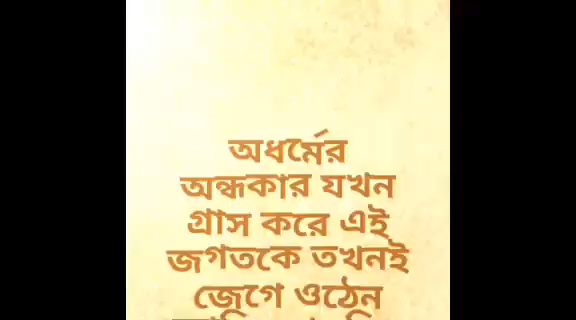 অধর্মের
অন্ধকার যখন
গ্রাস করে এই
জগতকে তখনই
জেগে ওঠেন